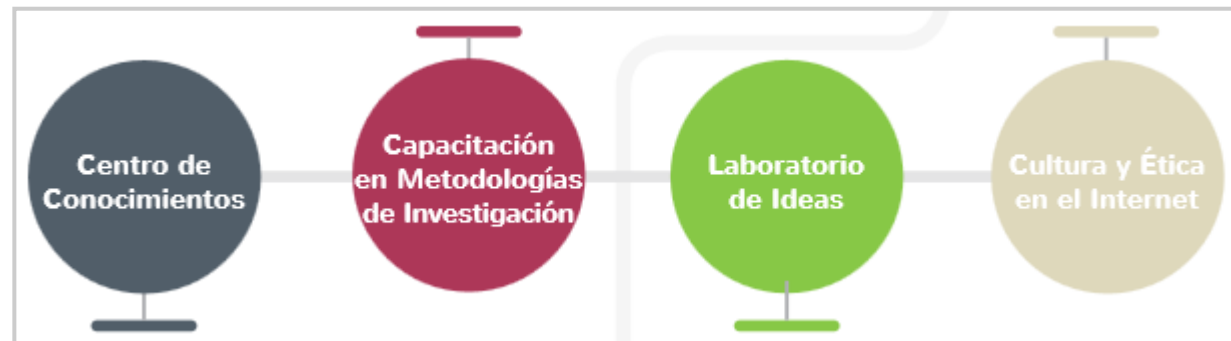 Centro de
Conocimientos
Capacitación
en Metodologías
de Investigación
Laboratorio
de Ideas
Cultura y Ética
en el Internet